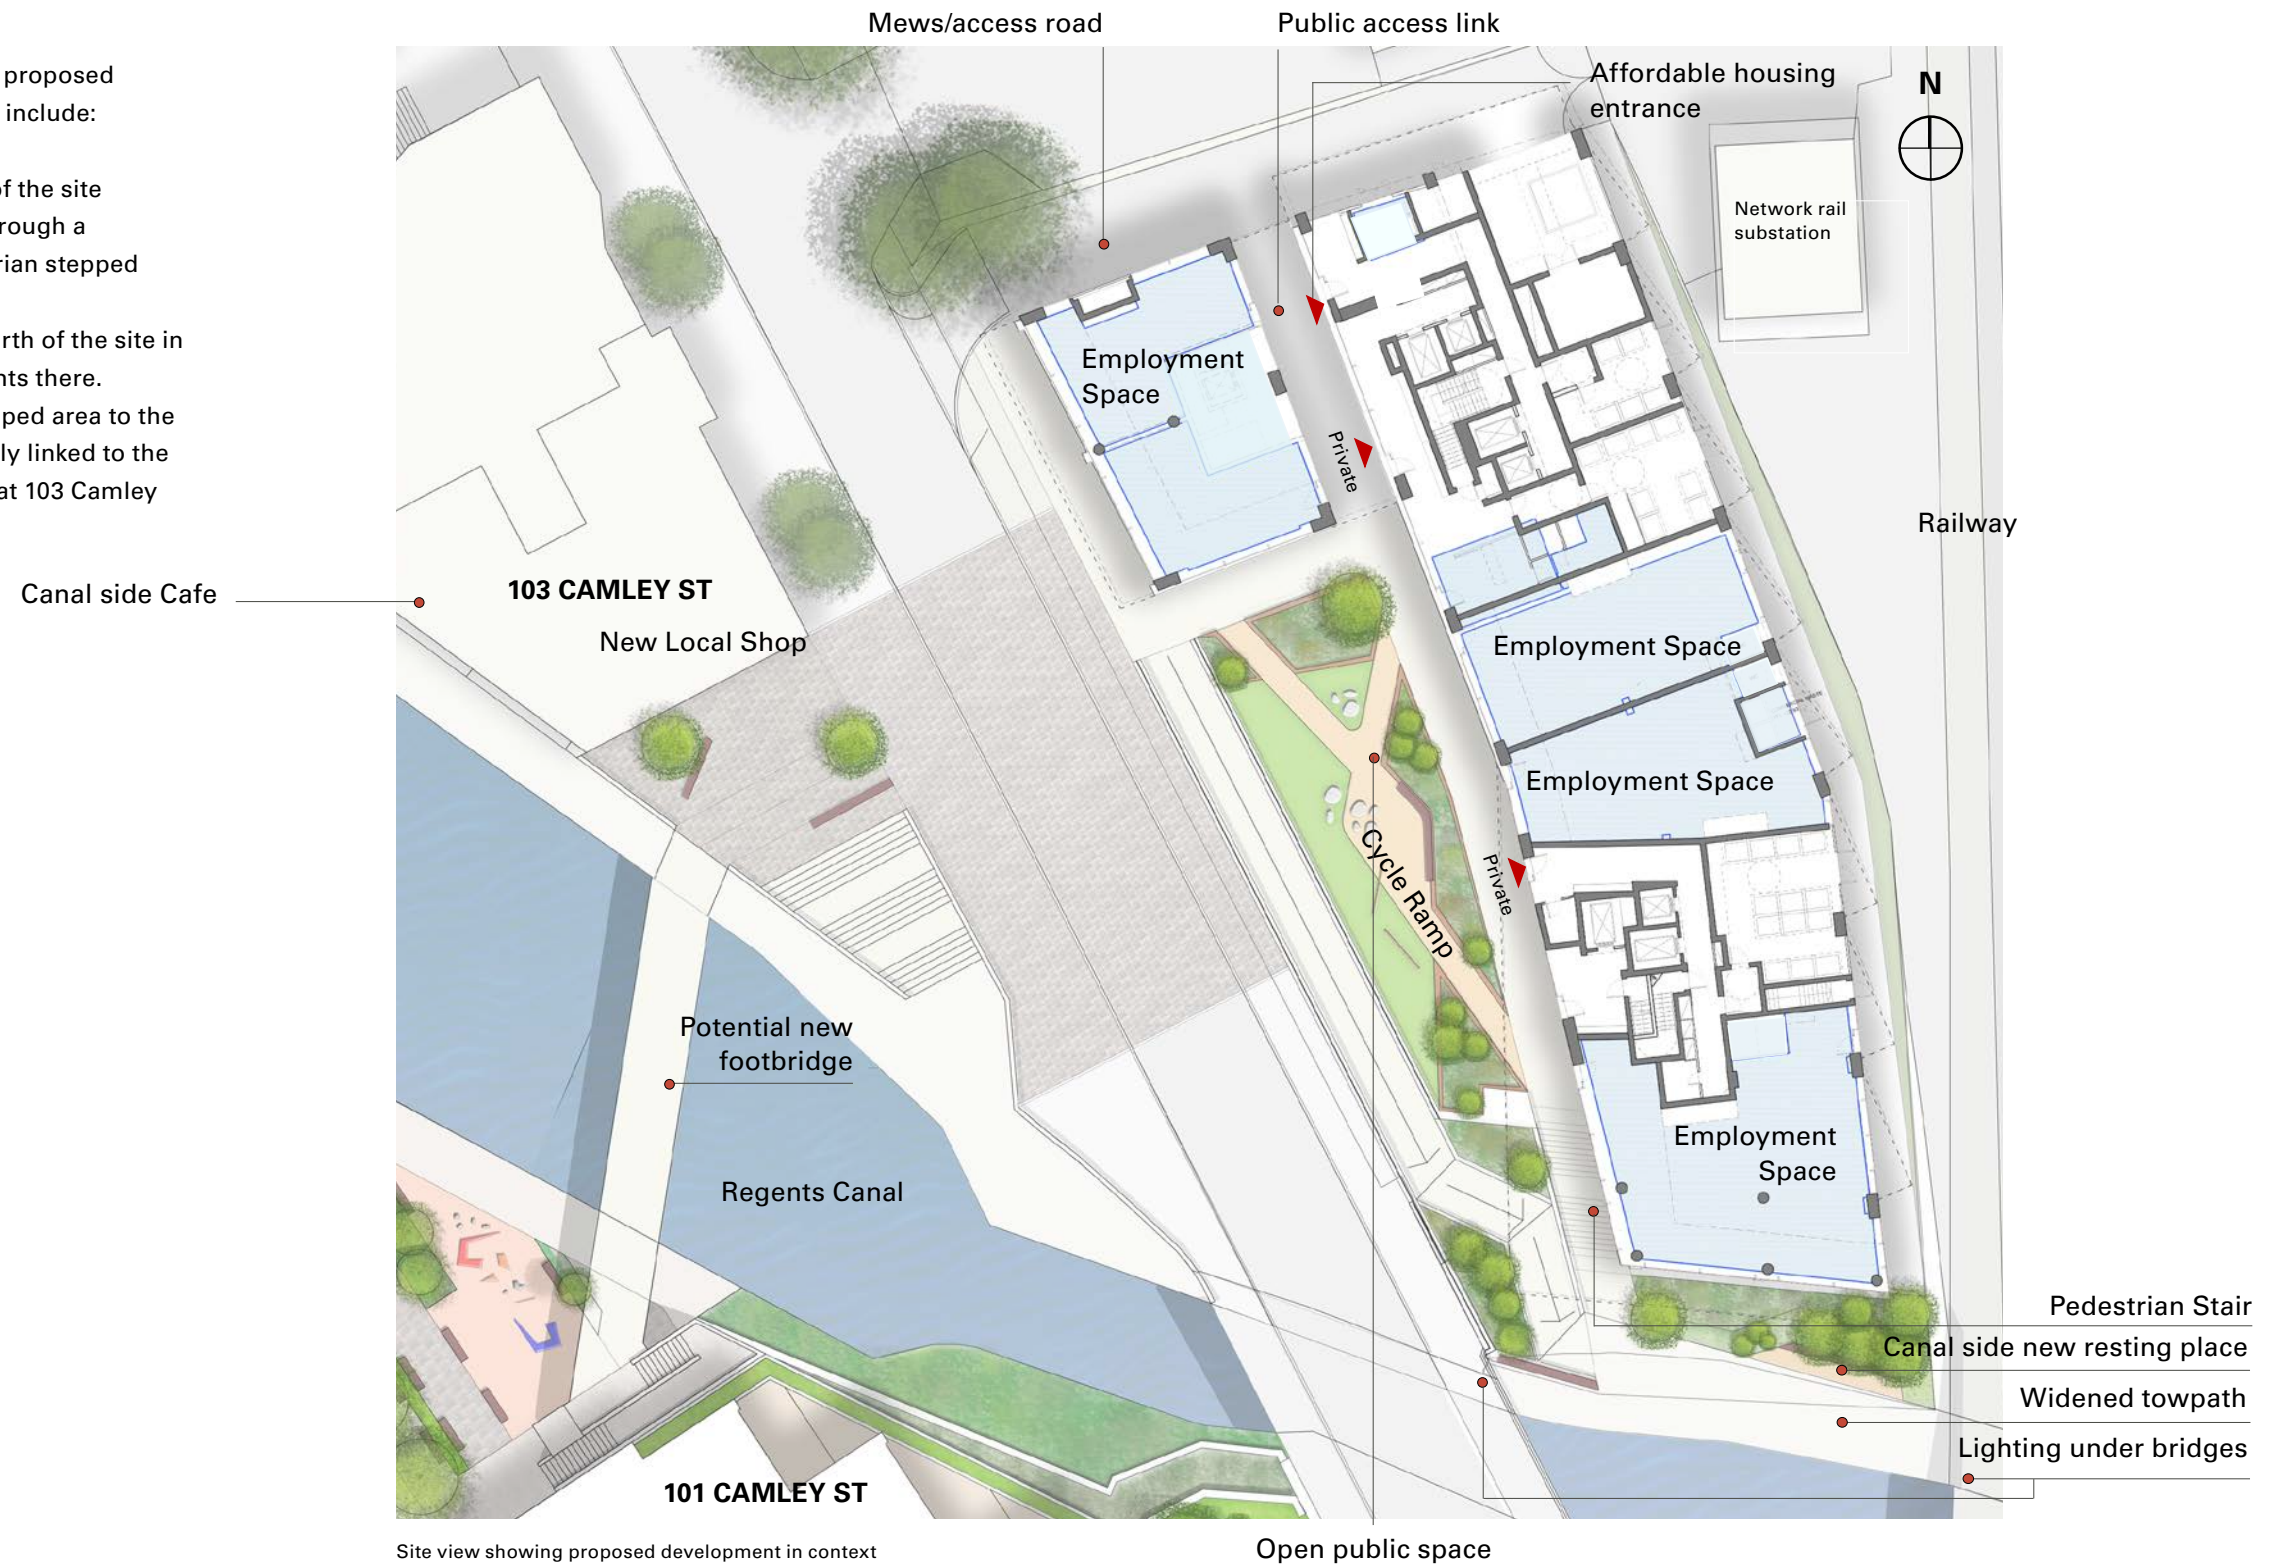 Mews/access road
Public access link
proposed
include:
of the site
rough a
rian stepped
rth of the site in
nts there.
ped area to the
ly linked to the
at 103 Camley
Affordable housing
entrance
N
Network rail
substation
Employment
Space
Private
Railway
Canal side Cafe
103 CAMLEY ST
New Local Shop
Employment Space
Employment Space
Cycle Ramp
Private
Potential new
footbridge
Regents Canal
Employment
Space
Pedestrian Stair
Canal side new resting place
Widened towpath
Lighting under bridges
101 CAMLEY ST
Site view showing proposed development in context
Open public space